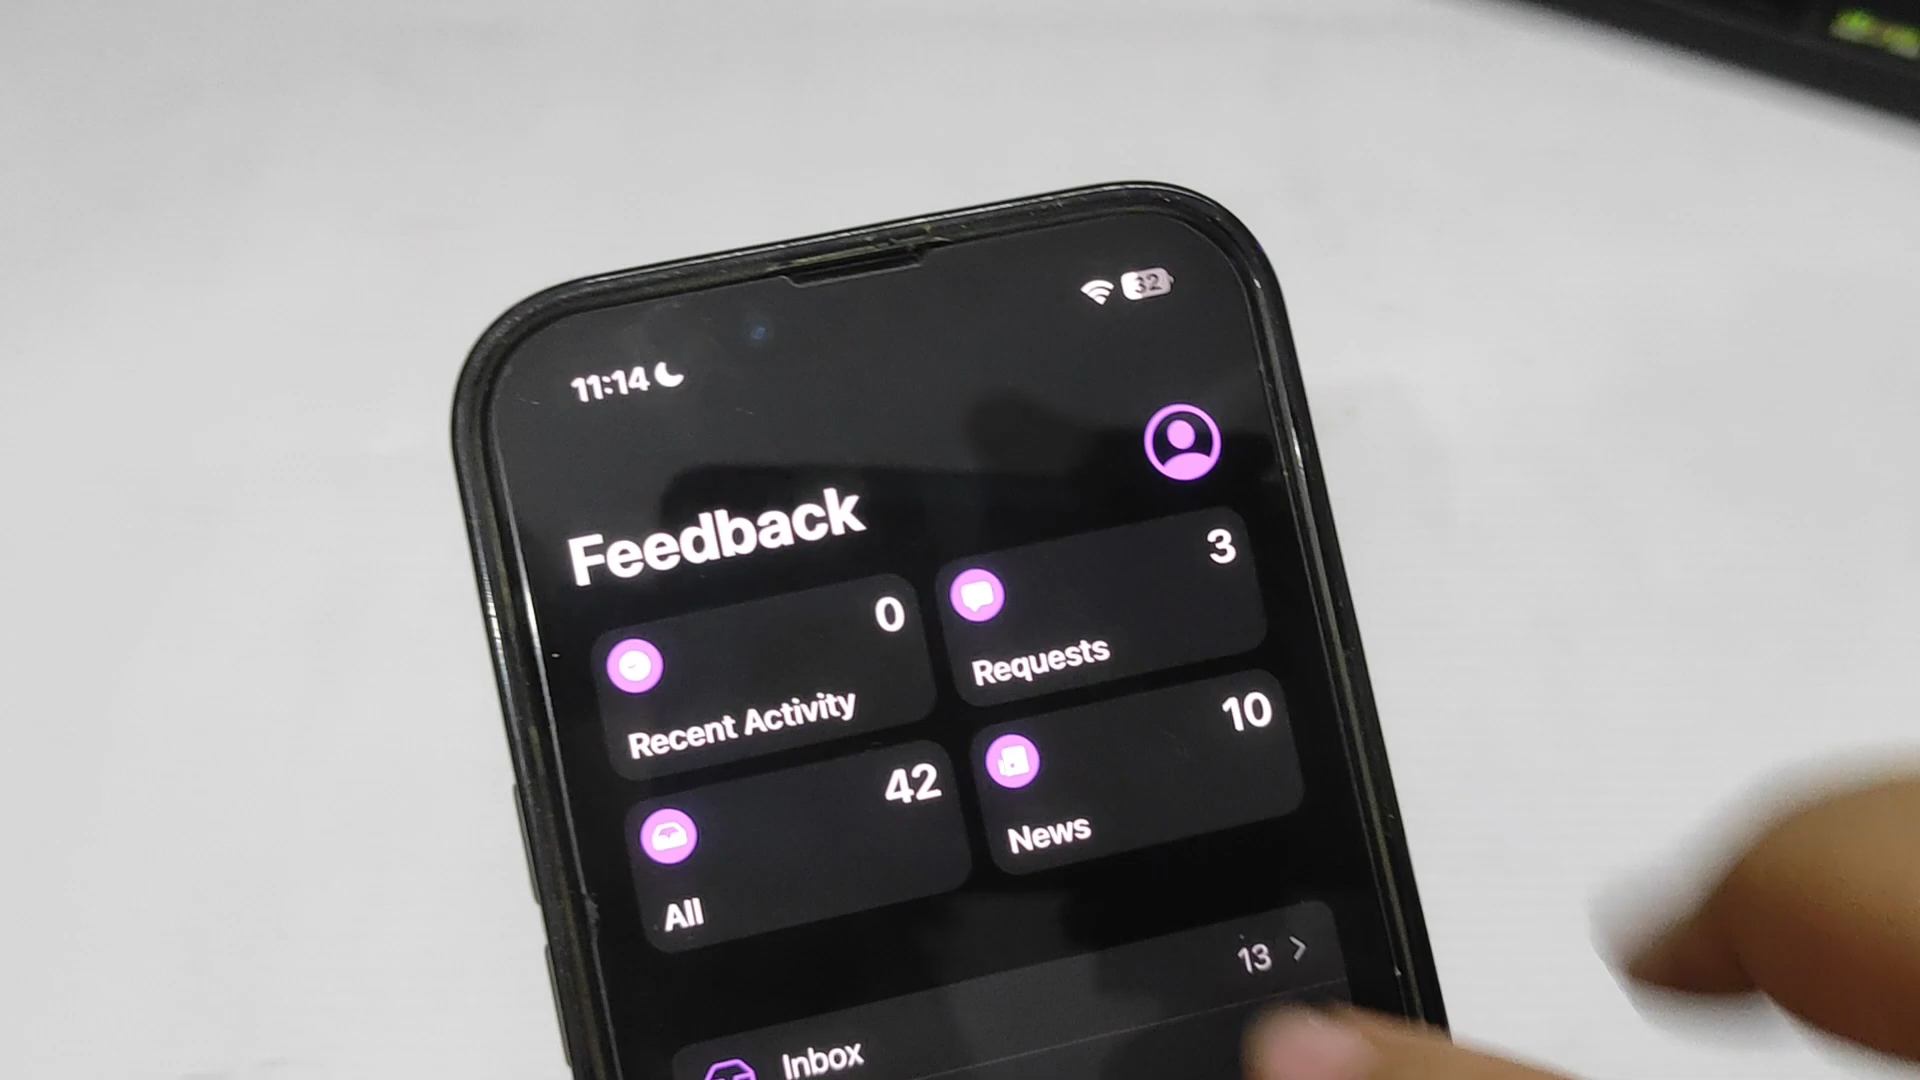 11:14
32
Feedback
0
Recent Activity
3
Requests
42
All
10
News
Inbox
13